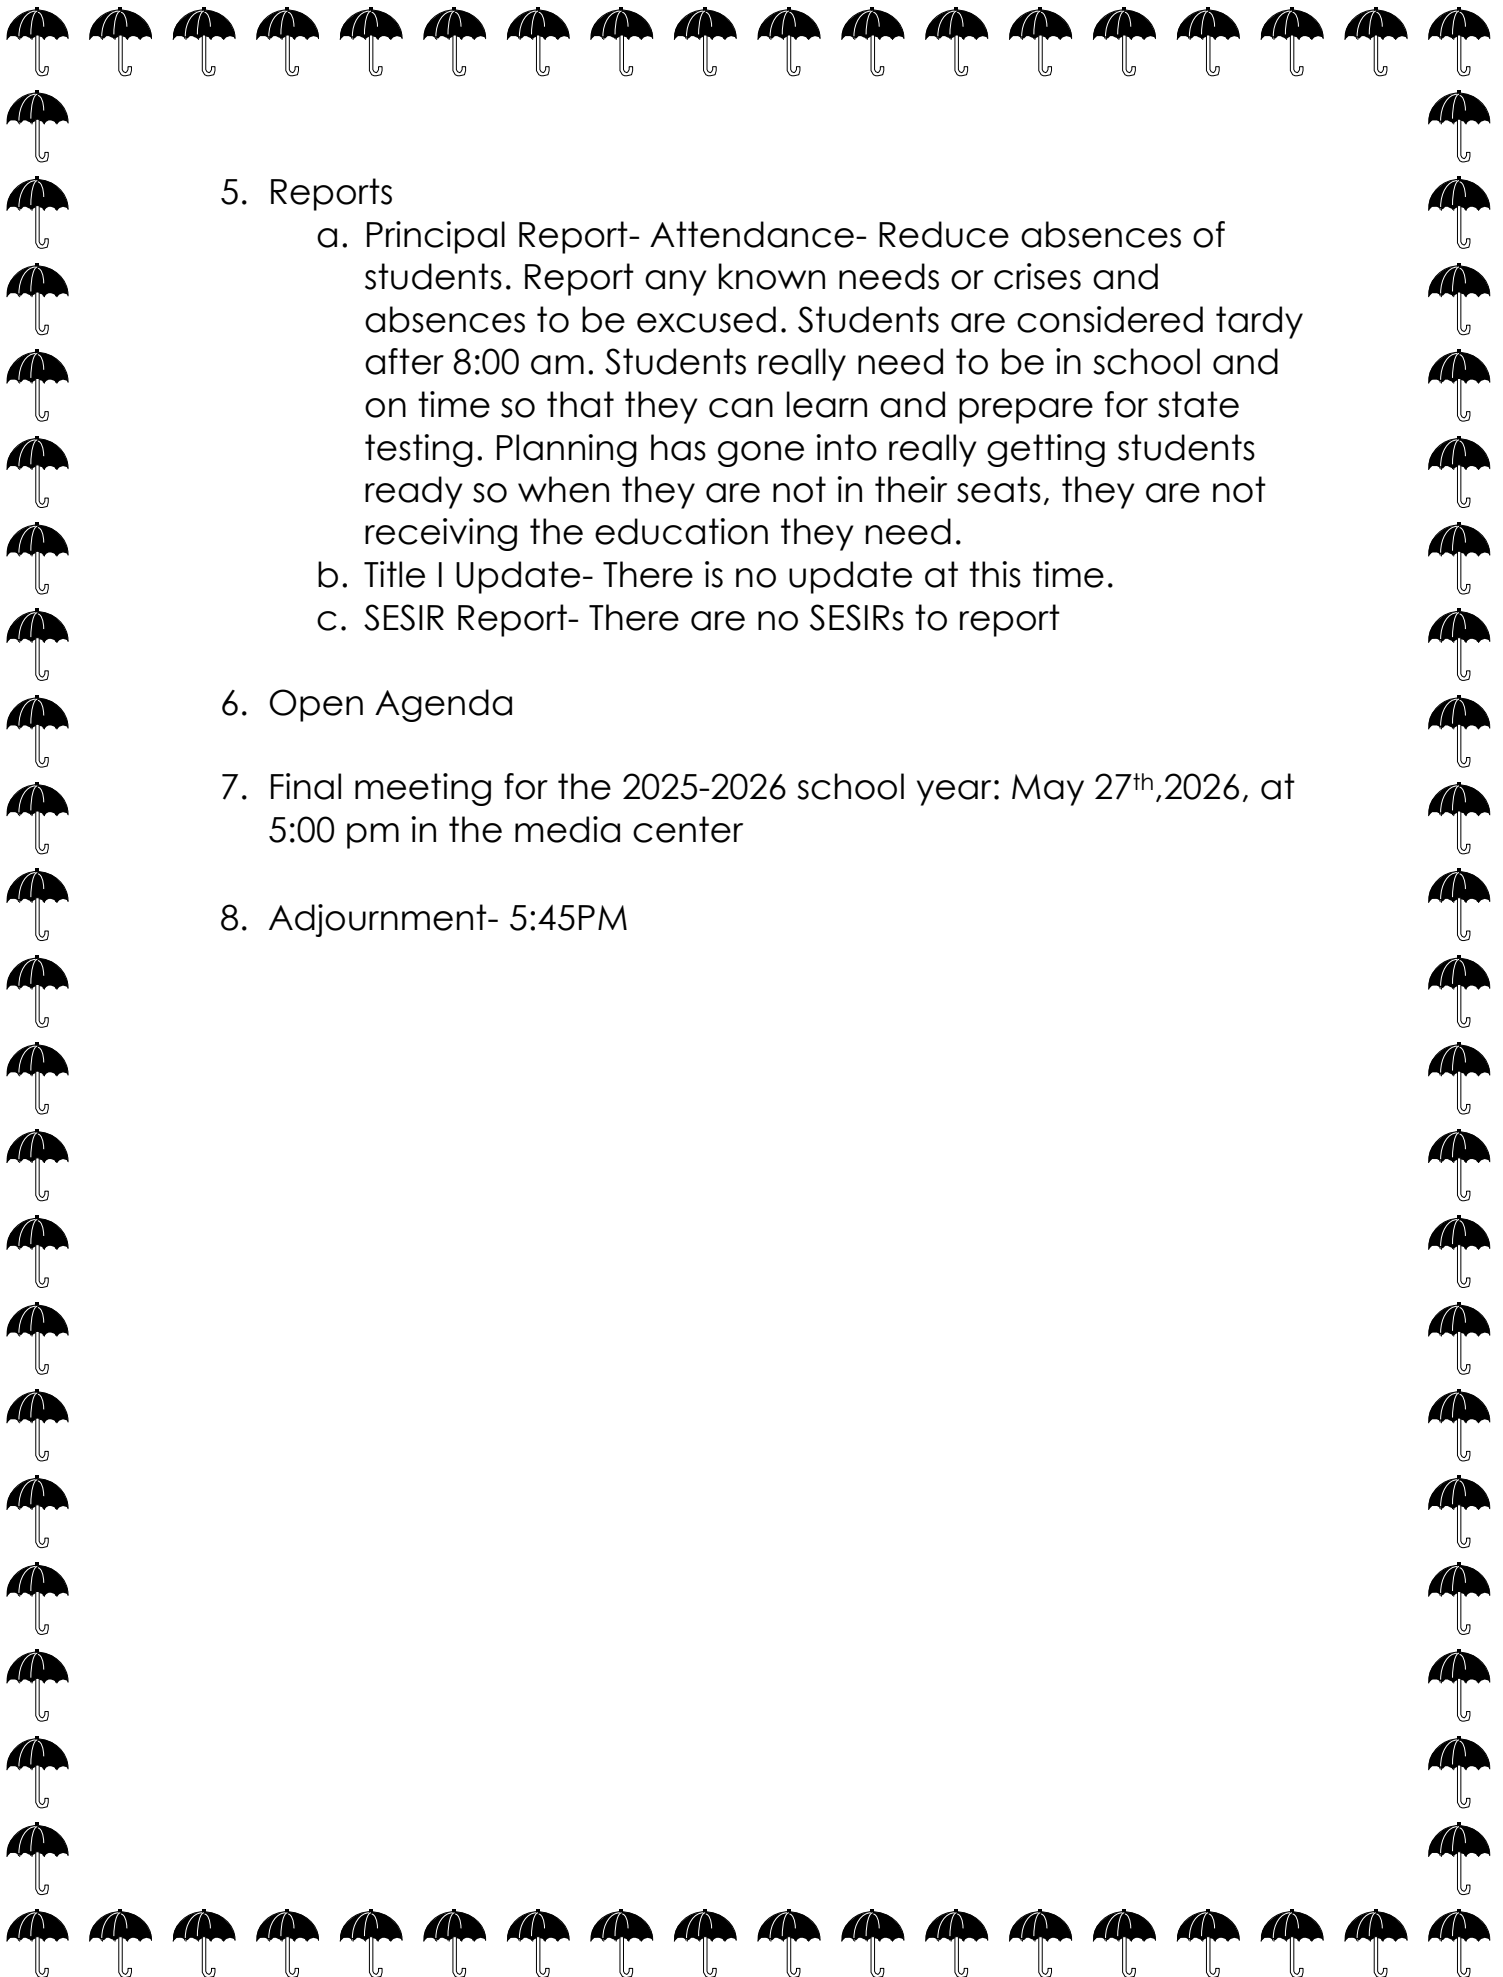 5. Reports
a. Principal Report- Attendance- Reduce absences of
students. Report any known needs or crises and
absences to be excused. Students are considered tardy
after 8:00 am. Students really need to be in school and
on time so that they can learn and prepare for state
testing. Planning has gone into really getting students
ready so when they are not in their seats, they are not
receiving the education they need.
b. Title I Update- There is no update at this time.
c. SESIR Report- There are no SESIRs to report
6. Open Agenda
7. Final meeting for the 2025-2026 school year: May 27th,2026, at
5:00 pm in the media center
8. Adjournment- 5:45PM